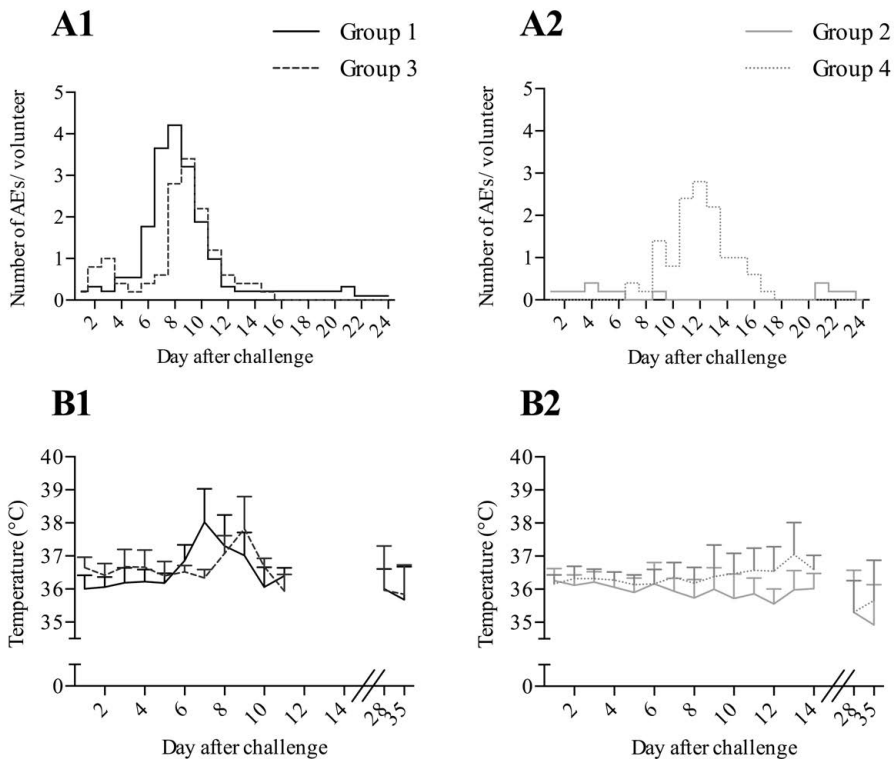 A1
Group 1
Group 3
Number of AE's/ volunteer
5
4
3
2
1
0
2 4 6 8 10 12 14 16 18 20 22 24
Day after challenge
A2
Group 2
Group 4
Number of AE's/ volunteer
5
4
3
2
1
0
2 4 6 8 10 12 14 16 18 20 22 24
Day after challenge
B1
Temperature (°C)
40
39
38
37
36
35
0
2 4 6 8 10 12 14 28 35
Day after challenge
B2
Temperature (°C)
40
39
38
37
36
35
0
2 4 6 8 10 12 14 28 35
Day after challenge